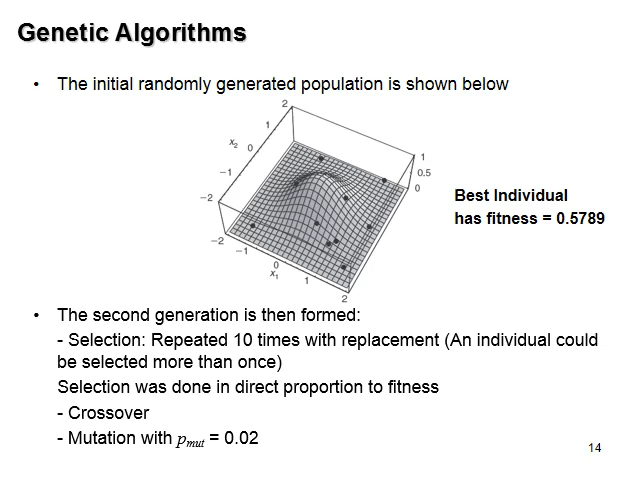 Genetic Algorithms
• The initial randomly generated population is shown below
2
1
x2 0
−1
−2
1
0.5
0
−2
−1
0
x1
1
2
Best Individual
has fitness = 0.5789
• The second generation is then formed:
- Selection: Repeated 10 times with replacement (An individual could
be selected more than once)
Selection was done in direct proportion to fitness
- Crossover
- Mutation with pmut = 0.02
14